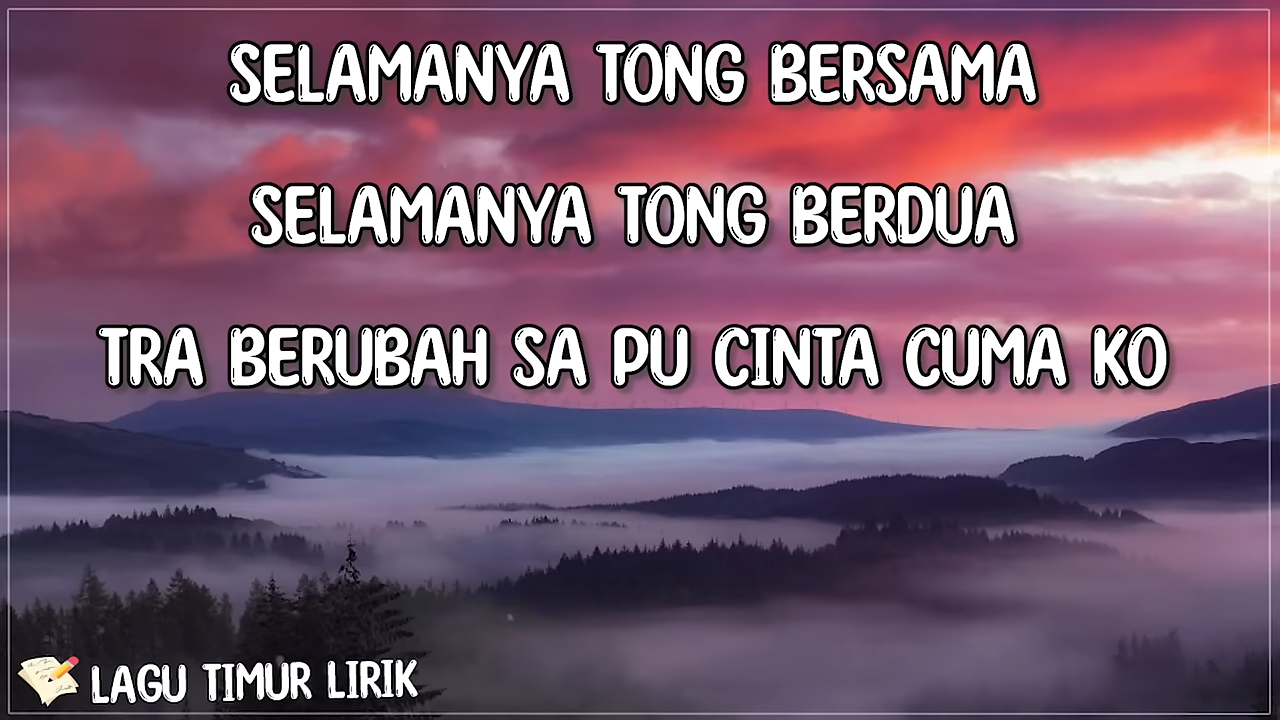 SELAMANYA TONG BERSAMA
SELAMANYA TONG BERDUA
TRA BERUBAH SA PU CINTA CUMA KO
LAGU TIMUR LIRIK